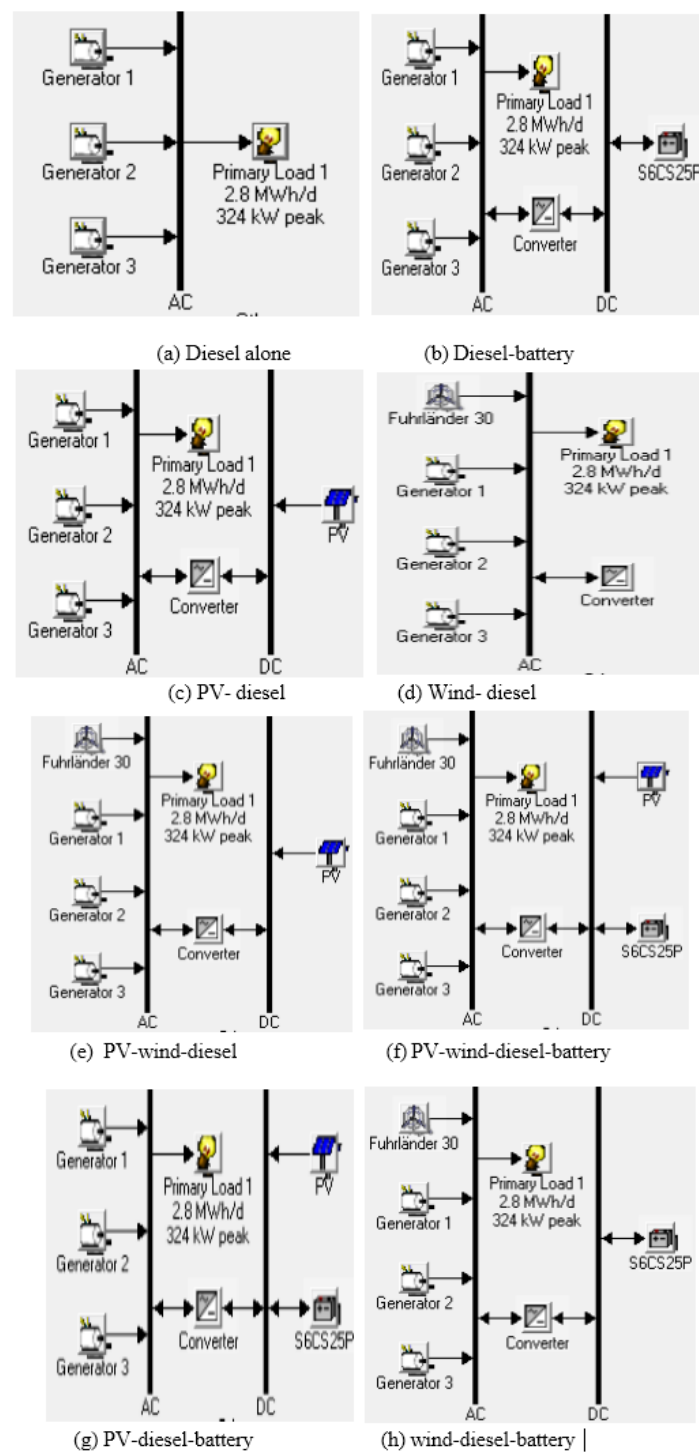 Generator 1
Generator 2
Generator 3
Primary Load 1
2.8 MWh/d
324 kW peak
AC
(a) Diesel alone
Generator 1
Primary Load 1
2.8 MWh/d
324 kW peak
Generator 2
S6CS25P
Generator 3
Converter
AC
DC
(b) Diesel-battery
Generator 1
Primary Load 1
2.8 MWh/d
324 kW peak
Generator 2
PV
Generator 3
Converter
AC
DC
(c) PV- diesel
Fuhrländer 30
Primary Load 1
2.8 MWh/d
324 kW peak
Generator 1
Generator 2
Converter
Generator 3
AC
(d) Wind- diesel
Fuhrländer 30
Primary Load 1
2.8 MWh/d
324 kW peak
Generator 1
PV
Generator 2
Converter
Generator 3
AC
DC
(e) PV-wind-diesel
Fuhrländer 30
PV
Primary Load 1
2.8 MWh/d
324 kW peak
Generator 1
Generator 2
Converter
S6CS25P
Generator 3
AC
DC
(f) PV-wind-diesel-battery
Generator 1
Primary Load 1
2.8 MWh/d
324 kW peak
PV
Generator 2
Converter
S6CS25P
Generator 3
AC
DC
(g) PV-diesel-battery
Fuhrländer 30
Primary Load 1
2.8 MWh/d
324 kW peak
Generator 1
S6CS25P
Generator 2
Converter
Generator 3
AC
DC
(h) wind-diesel-battery